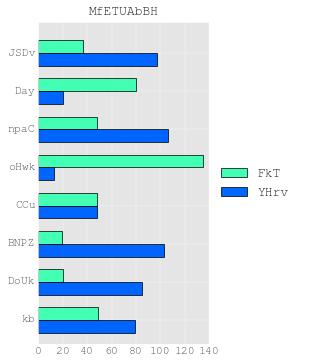 MfETUAbBH
JSDv
Day
npaC
oHwk
CCu
BNPZ
DoUk
kb
0 20 40 60 80 100 120 140
FkT
YHrv